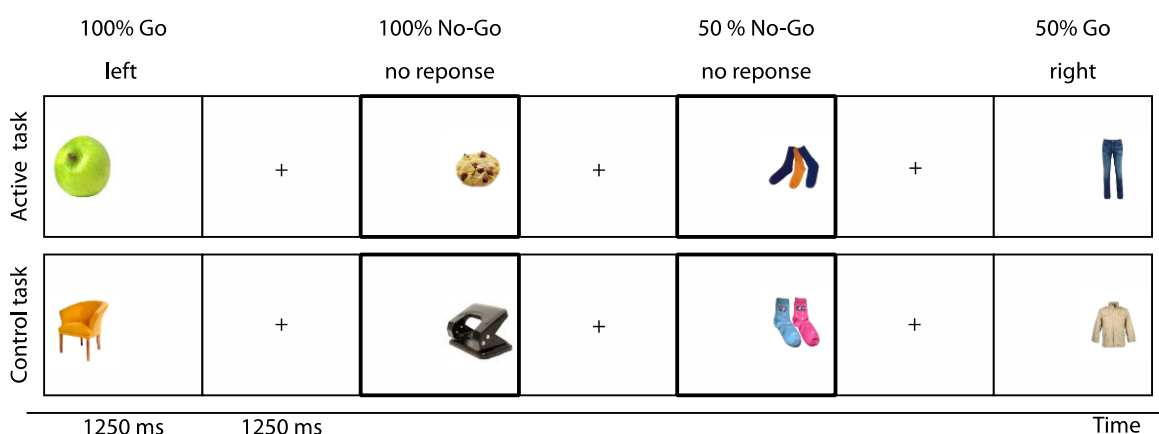 100% Go 100% No-Go 50 % No-Go 50% Go
left no reponse no reponse right
Active task
+ + +
Control task
+ + +
1250 ms 1250 ms Time